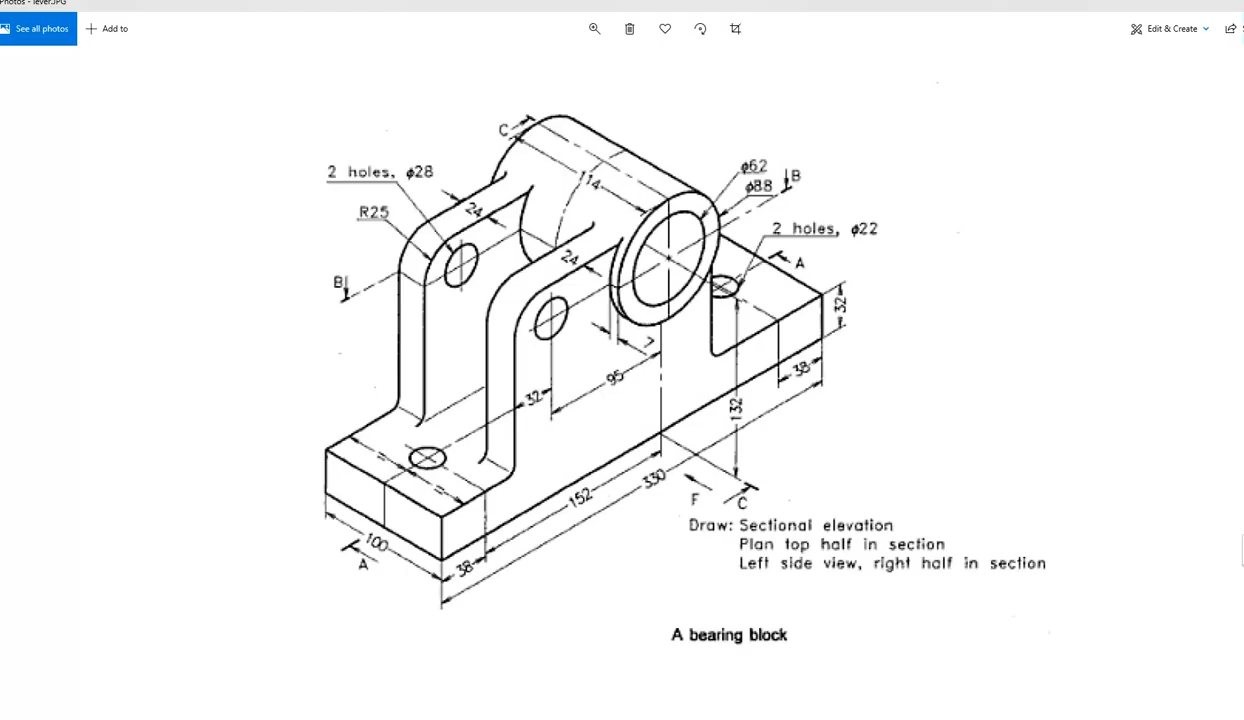 Photos - lever.JPG
See all photos
Add to
Edit & Create
C
2 holes, ϕ28
ϕ62
B
114
ϕ88
R25
24
2 holes, ϕ22
24
A
B
32
7
38
95
32
132
330
152
F
C
Draw: Sectional elevation
Plan top half in section
100
Left side view, right half in section
A
38
A bearing block